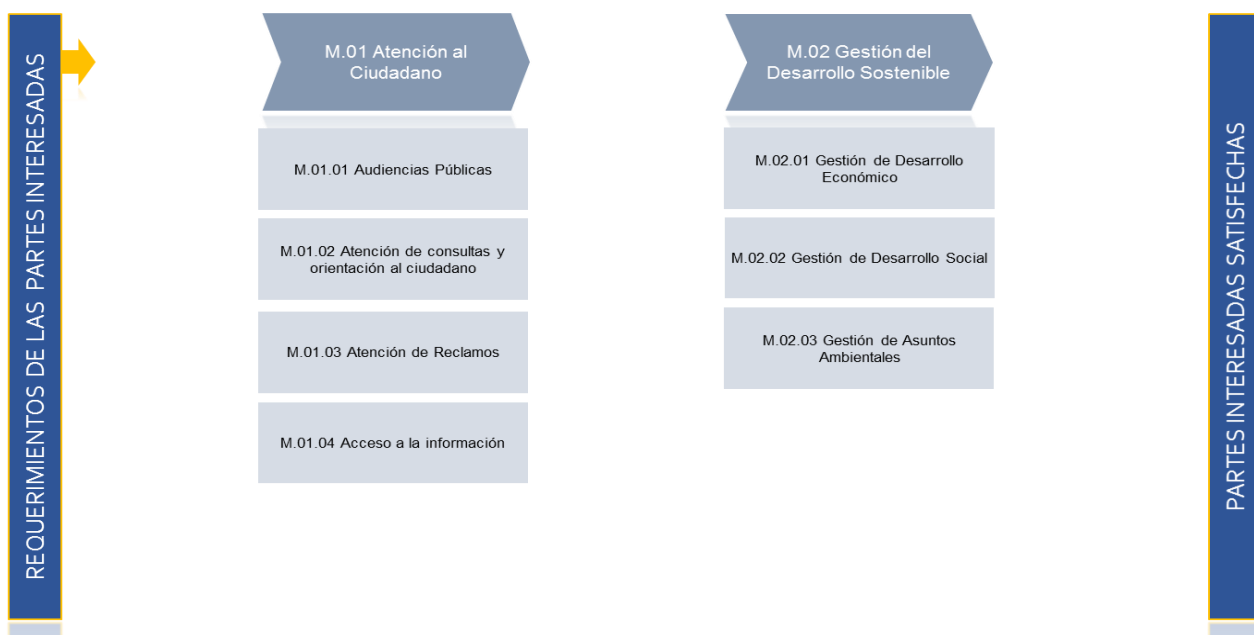 REQUERIMIENTOS DE LAS PARTES INTERESADAS
M.01 Atención al
Ciudadano
M.01.01 Audiencias Públicas
M.01.02 Atención de consultas y
orientación al ciudadano
M.01.03 Atención de Reclamos
M.01.04 Acceso a la información
M.02 Gestión del
Desarrollo Sostenible
M.02.01 Gestión de Desarrollo
Económico
M.02.02 Gestión de Desarrollo Social
M.02.03 Gestión de Asuntos
Ambientales
PARTES INTERESADAS SATISFECHAS